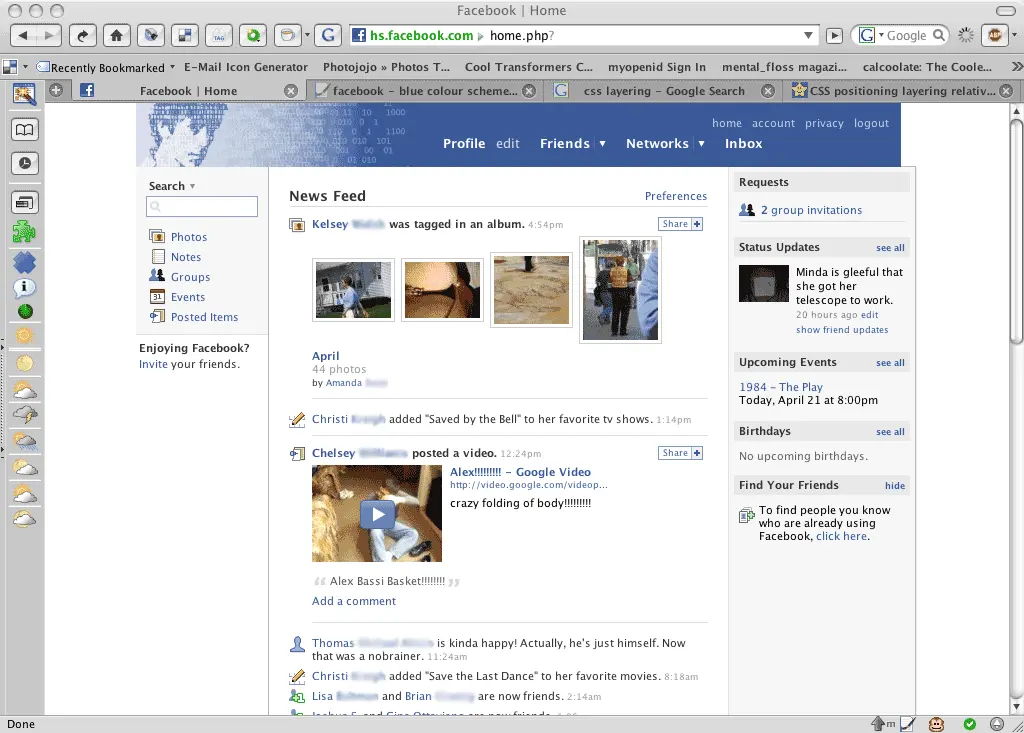 Facebook | Home
hs.facebook.com ▸ home.php?
Google
Recently Bookmarked
E-Mail Icon Generator
Photojojo » Photos T...
Cool Transformers C...
myopenid Sign In
mental_floss magazi...
calcoolate: The Coole...
Facebook | Home
facebook - blue colour scheme...
css layering - Google Search
CSS positioning layering relativ...
home account privacy logout
Profile edit Friends ▼ Networks ▼ Inbox
Search
Photos
Notes
Groups
31 Events
Posted Items
Enjoying Facebook?
Invite your friends.
News Feed
Preferences
Kelsey was tagged in an album. 4:54pm
Share +
April
44 photos
by Amanda
Christi added "Saved by the Bell" to her favorite tv shows. 1:14pm
Chelsey posted a video. 12:24pm
Share +
Alex!!!!!!!!! - Google Video
http://video.google.com/videop...
crazy folding of body!!!!!!!!!
“ Alex Bassi Basket!!!!!!!! ”
Add a comment
Thomas is kinda happy! Actually, he's just himself. Now
that was a nobrainer. 11:24am
Christi added "Save the Last Dance" to her favorite movies. 8:18am
Lisa and Brian are now friends. 2:14am
Requests
2 group invitations
Status Updates see all
Minda is gleeful that
she got her
telescope to work.
20 hours ago edit
show friend updates
Upcoming Events see all
1984 - The Play
Today, April 21 at 8:00pm
Birthdays see all
No upcoming birthdays.
Find Your Friends hide
To find people you know
who are already using
Facebook, click here.
Done
m